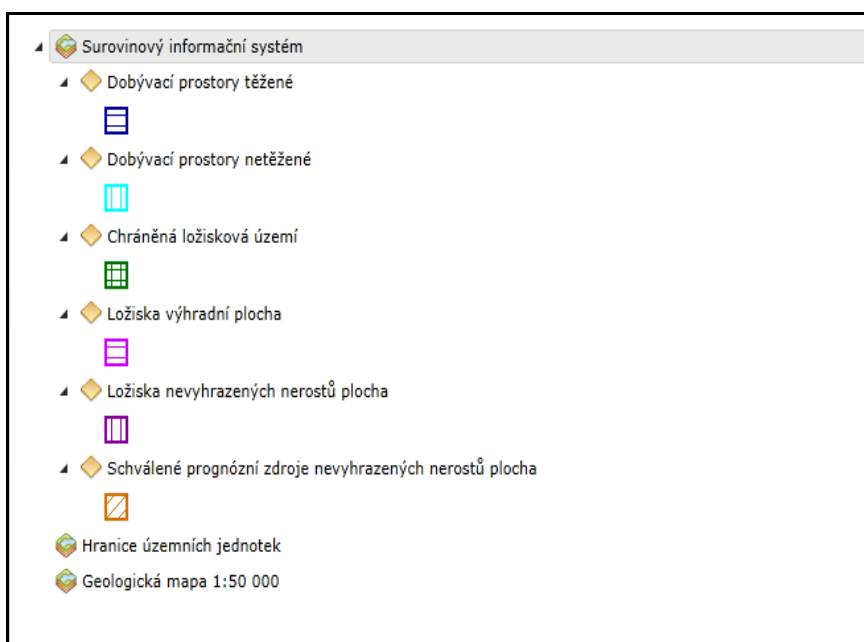 Surovinový informační systém
Dobývací prostory těžené
Dobývací prostory netěžené
Chráněná ložisková území
Ložiska výhradní plocha
Ložiska nevyhrazených nerostů plocha
Schválené prognózní zdroje nevyhrazených nerostů plocha
Hranice územních jednotek
Geologická mapa 1:50 000